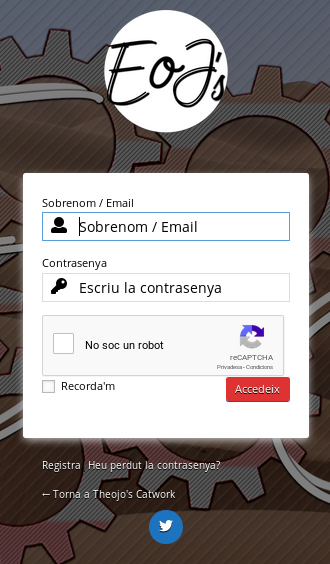 EoJ's
Sobrenom / Email
Sobrenom / Email
Contrasenya
Escriu la contrasenya
No soc un robot
reCAPTCHA
Privadesa - Condicions
Recorda'm
Accedeix
Registra Heu perdut la contrasenya?
← Torna a Theojo's Catwork